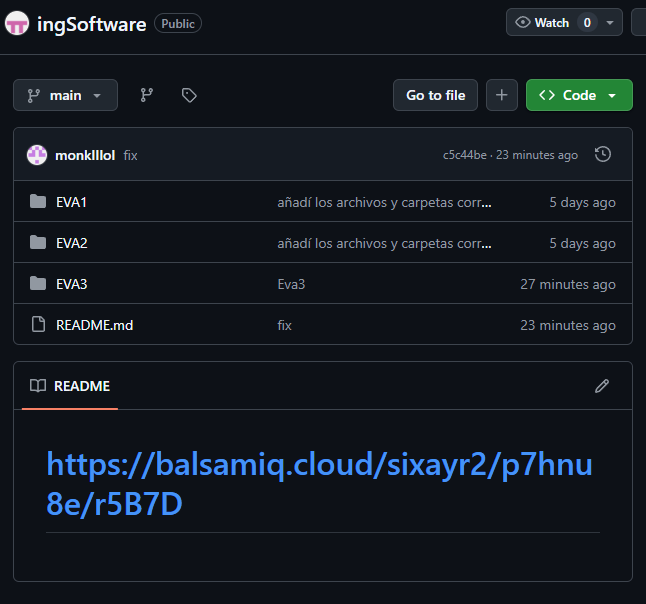 ingSoftware Public Watch 0
main Go to file Code
monklllol fix c5c44be · 23 minutes ago
EVA1 añadí los archivos y carpetas corr... 5 days ago
EVA2 añadí los archivos y carpetas corr... 5 days ago
EVA3 Eva3 27 minutes ago
README.md fix 23 minutes ago
README
https://balsamiq.cloud/sixayr2/p7hnu
8e/r5B7D